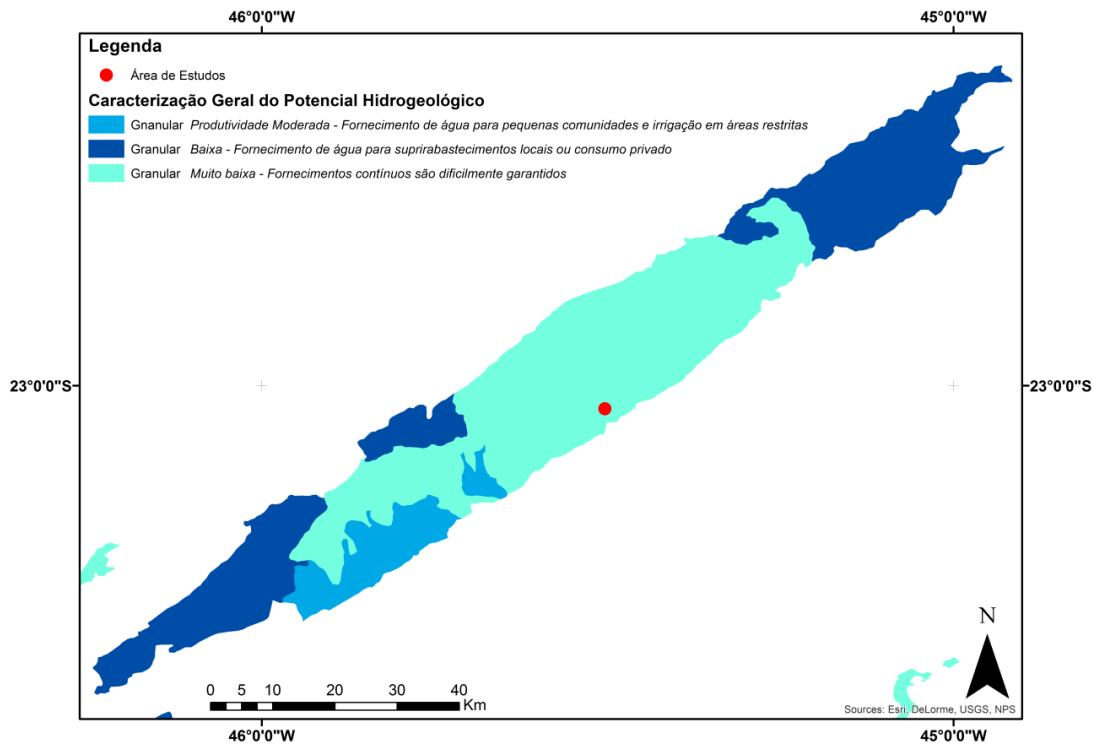 46°0'0"W 45°0'0"W
Legenda
Área de Estudos
Caracterização Geral do Potencial Hidrogeológico
Gnanular Produtividade Moderada - Fornecimento de água para pequenas comunidades e irrigação em áreas restritas
Granular Baixa - Fornecimento de água para suprirabastecimentos locais ou consumo privado
Granular Muito baixa - Fornecimentos contínuos são dificilmente garantidos
23°0'0"S 23°0'0"S
N
0 5 10 20 30 40
Km
Sources: Esri, DeLorme, USGS, NPS
46°0'0"W 45°0'0"W